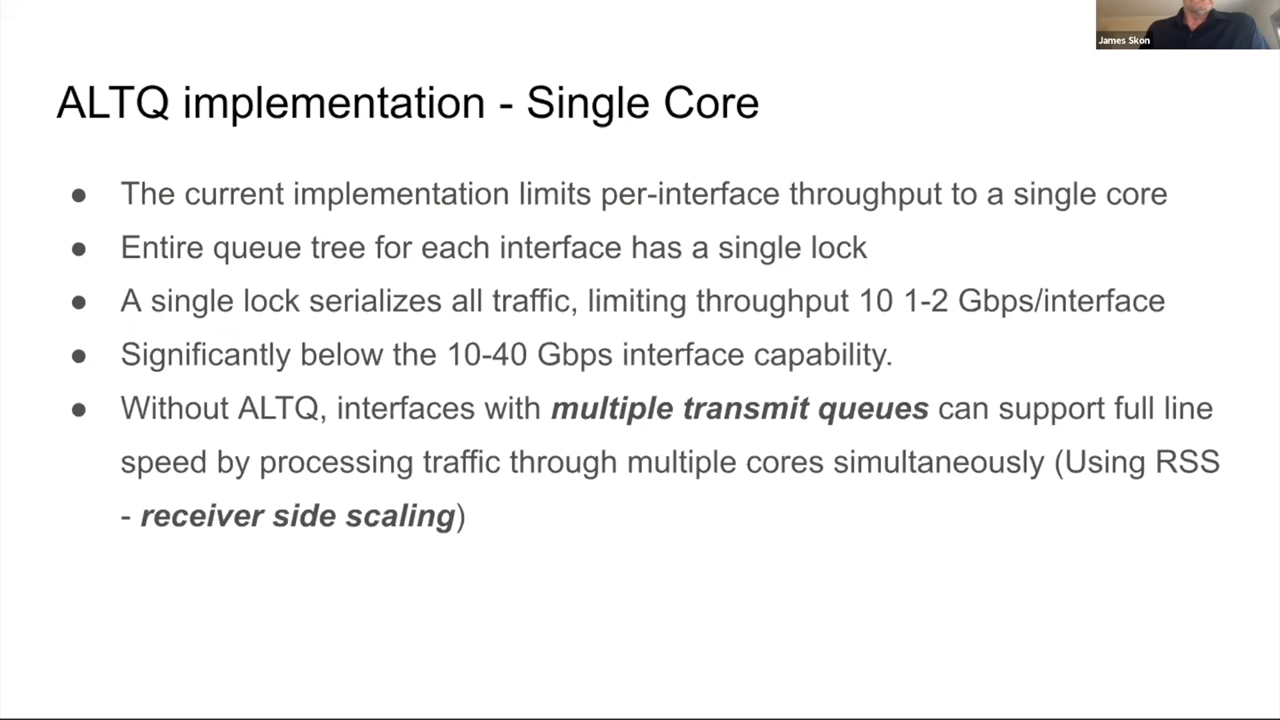 James Skon
ALTQ implementation - Single Core
● The current implementation limits per-interface throughput to a single core
● Entire queue tree for each interface has a single lock
● A single lock serializes all traffic, limiting throughput 10 1-2 Gbps/interface
● Significantly below the 10-40 Gbps interface capability.
● Without ALTQ, interfaces with multiple transmit queues can support full line
speed by processing traffic through multiple cores simultaneously (Using RSS
- receiver side scaling)